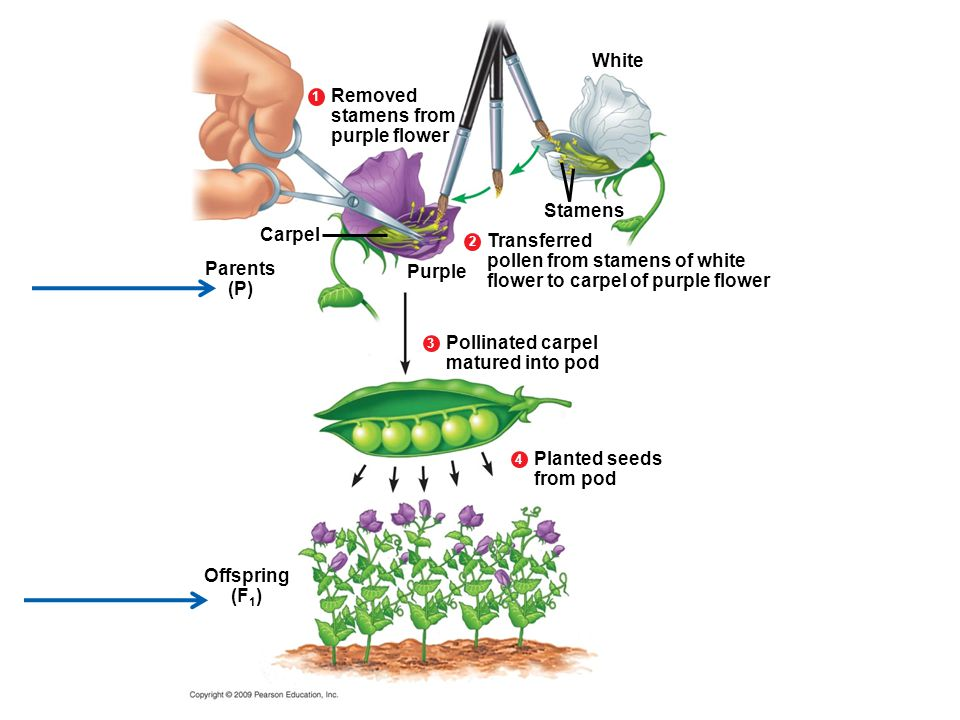 White
1 Removed
stamens from
purple flower
Stamens
Carpel
2 Transferred
pollen from stamens of white
flower to carpel of purple flower
Parents
(P)
Purple
3 Pollinated carpel
matured into pod
4 Planted seeds
from pod
Offspring
(F₁)
Copyright © 2009 Pearson Education, Inc.